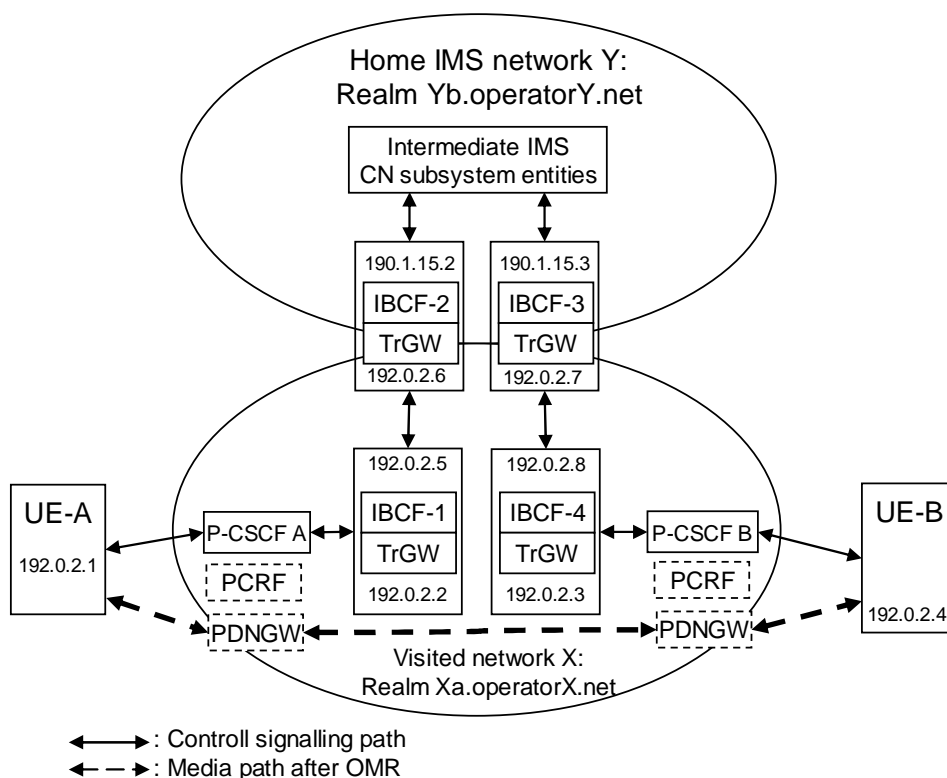 Home IMS network Y:
Realm Yb.operatorY.net
Intermediate IMS
CN subsystem entities
190.1.15.2
190.1.15.3
IBCF-2
IBCF-3
TrGW
TrGW
192.0.2.6
192.0.2.7
192.0.2.5
192.0.2.8
UE-A
192.0.2.1
P-CSCF A
IBCF-1
IBCF-4
P-CSCF B
UE-B
192.0.2.4
TrGW
TrGW
PCRF
PCRF
192.0.2.2
192.0.2.3
PDNGW
PDNGW
Visited network X:
Realm Xa.operatorX.net
: Controll signalling path
: Media path after OMR